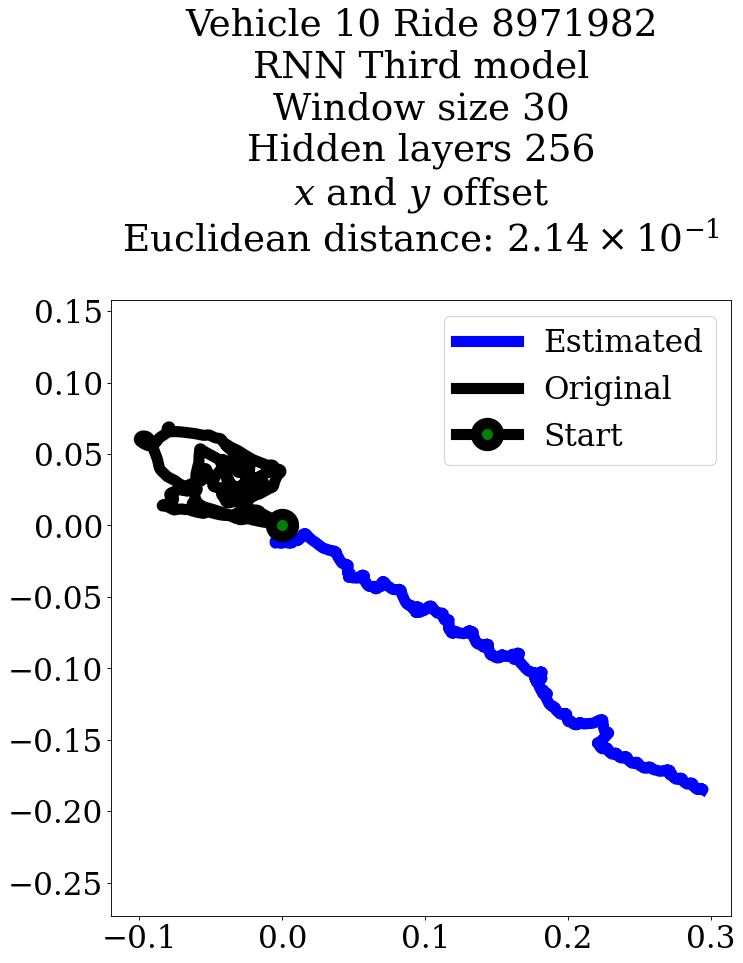 Vehicle 10 Ride 8971982
RNN Third model
Window size 30
Hidden layers 256
x and y offset
Euclidean distance: 2.14 × 10⁻¹
Estimated
Original
Start
0.15
0.10
0.05
0.00
−0.05
−0.10
−0.15
−0.20
−0.25
−0.1 0.0 0.1 0.2 0.3